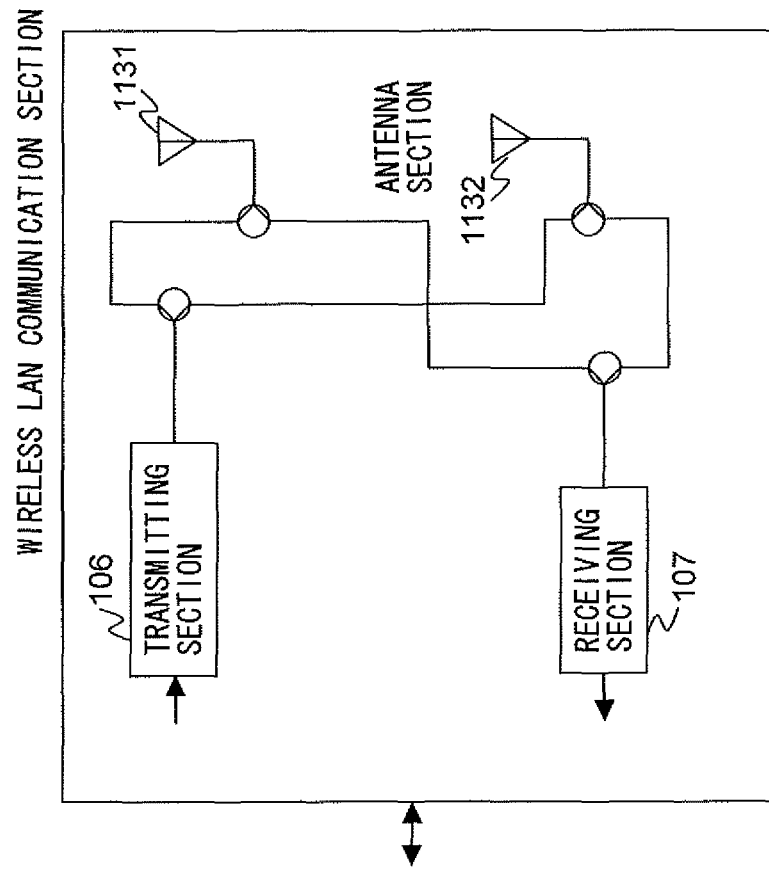 WIRELESS LAN COMMUNICATION SECTION
106
TRANSMITTING
SECTION
1131
ANTENNA
SECTION
1132
RECEIVING
SECTION
107